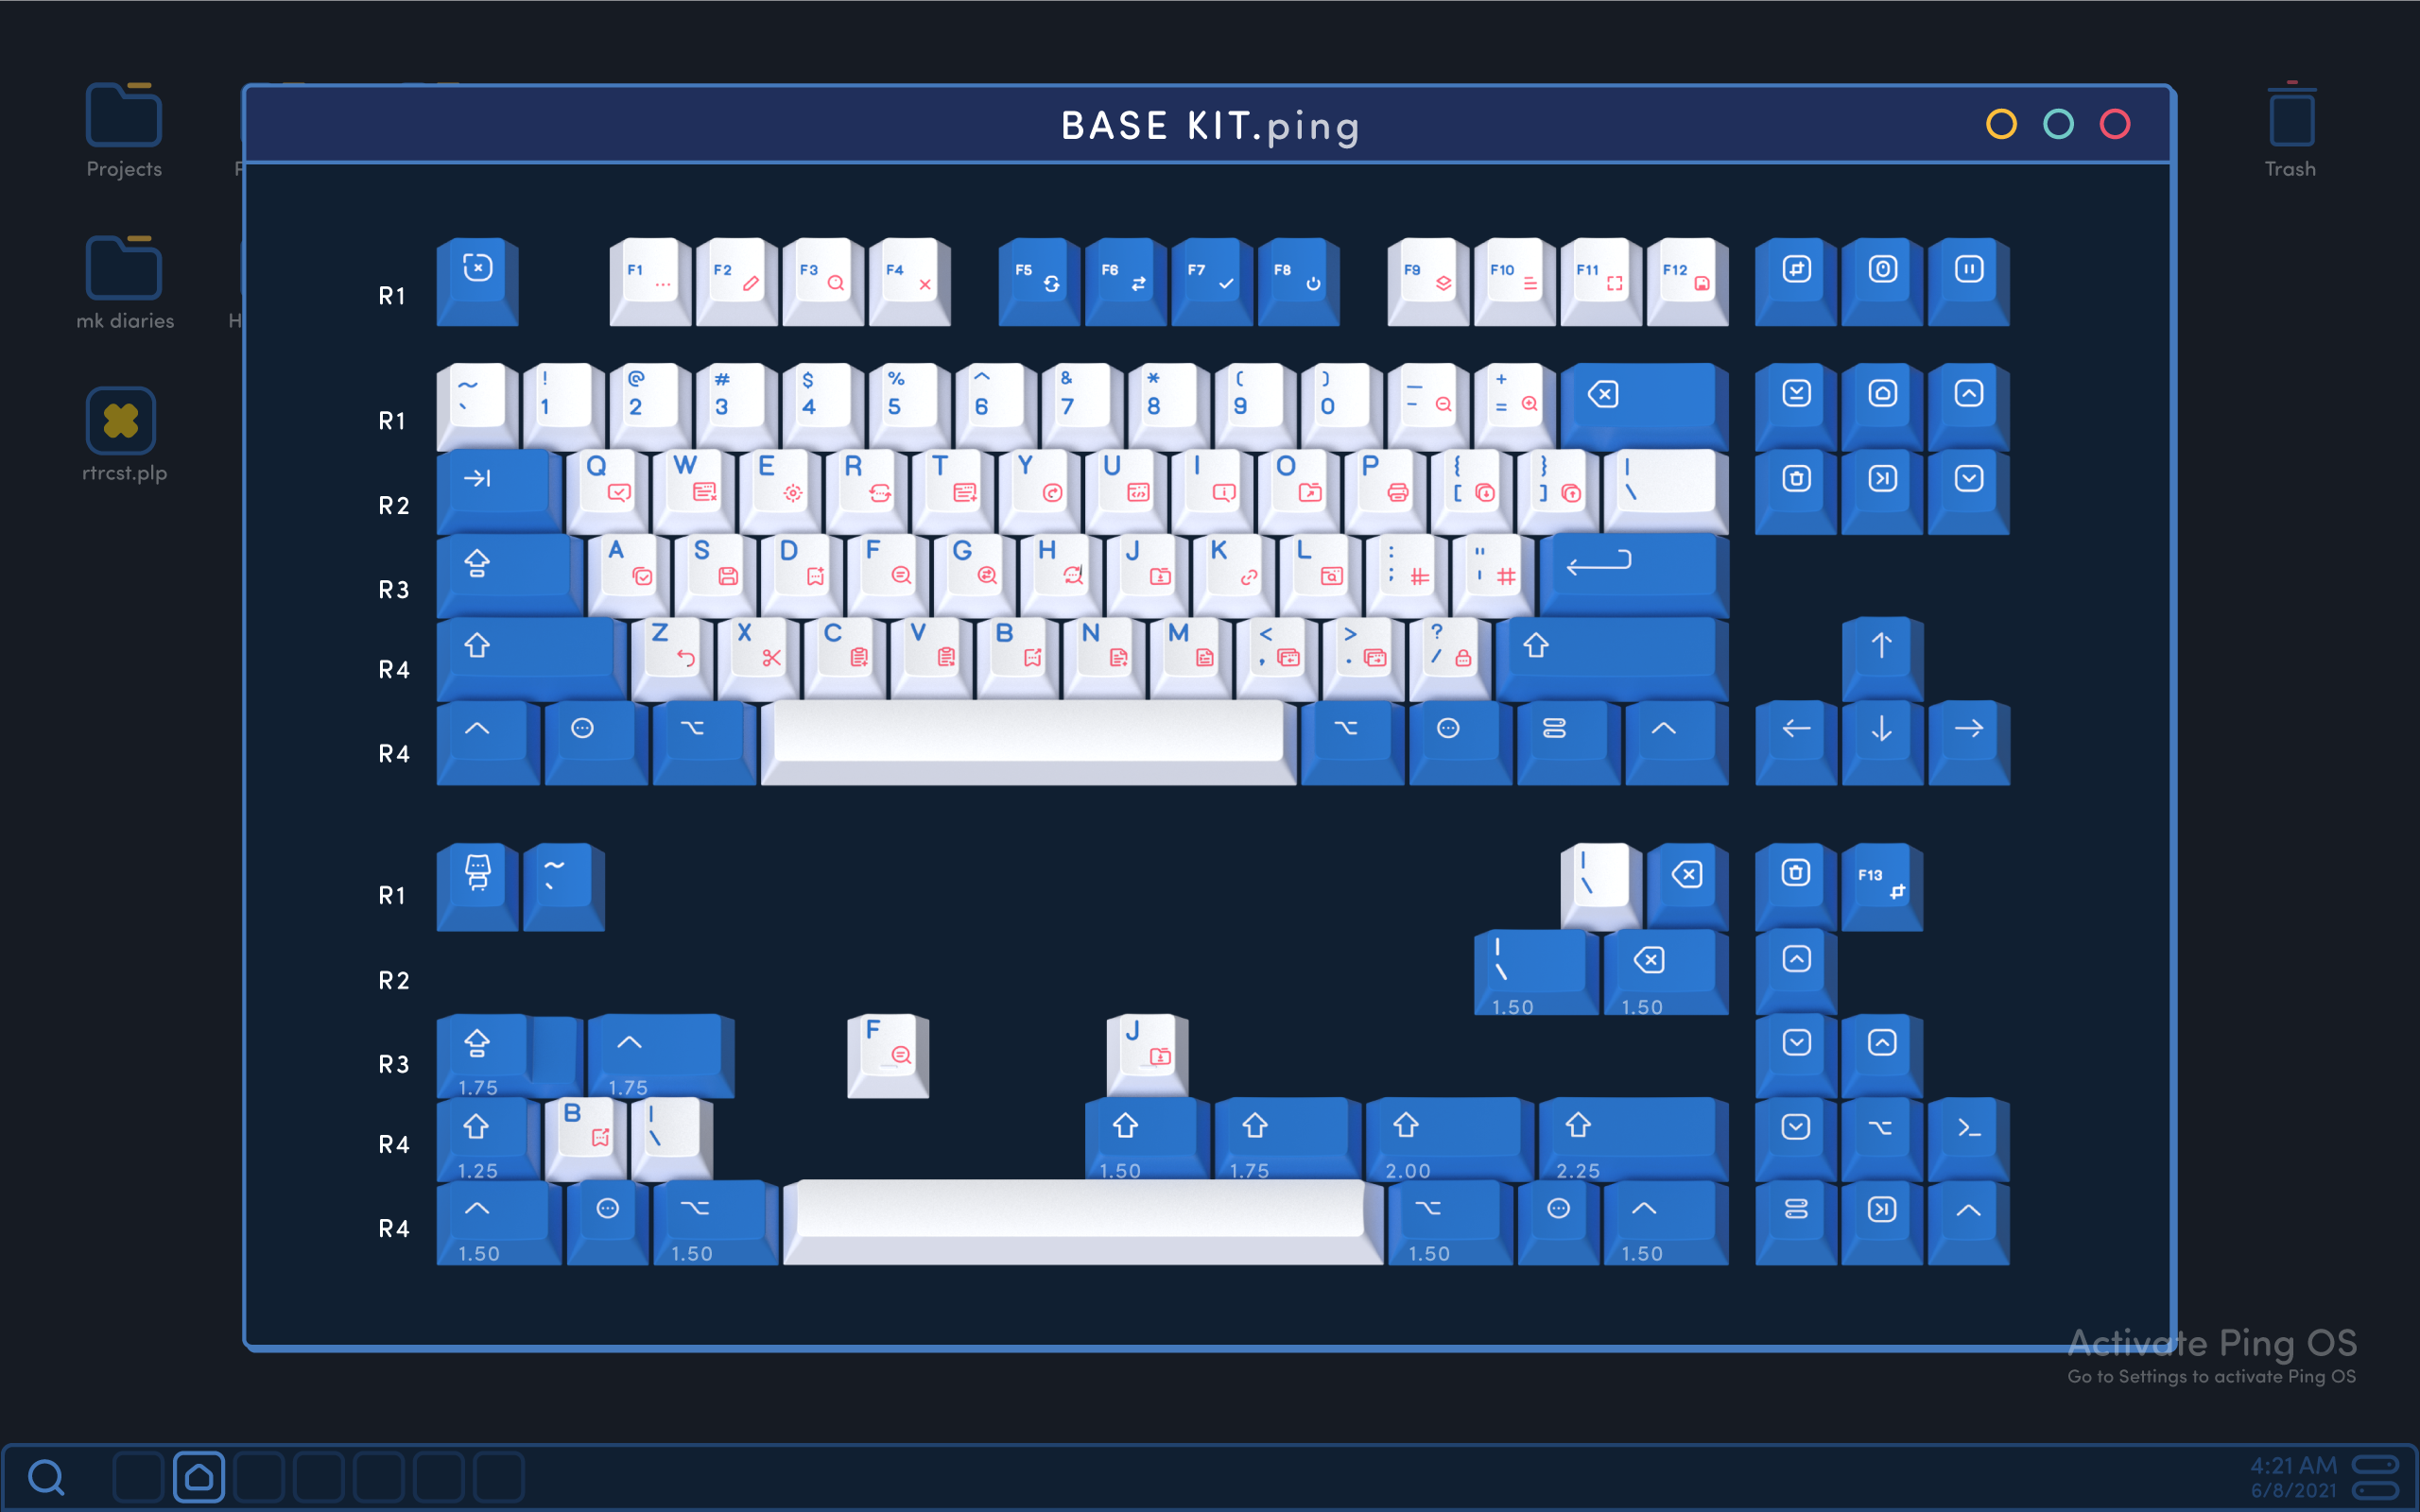 BASE KIT.ping
Projects
P
Trash
mk diaries
H
rtrcst.plp
R1
F1 F2 F3 F4 F5 F6 F7 F8 F9 F10 F11 F12
R1
~ ! @ # $ % ^ & * ( ) _ +
` 1 2 3 4 5 6 7 8 9 0 - =
R2
Q W E R T Y U I O P { } |
[ ] \
R3
A S D F G H J K L : "
; '
R4
Z X C V B N M < > ?
, . /
R4
R1
~ | F13
` \
R2
|
\
1.50 1.50
R3
F J
1.75 1.75
R4
B |
\
1.25 1.50 1.75 2.00 2.25
R4
1.50 1.50 1.50 1.50
Activate Ping OS
Go to Settings to activate Ping OS
4:21 AM
6/8/2021